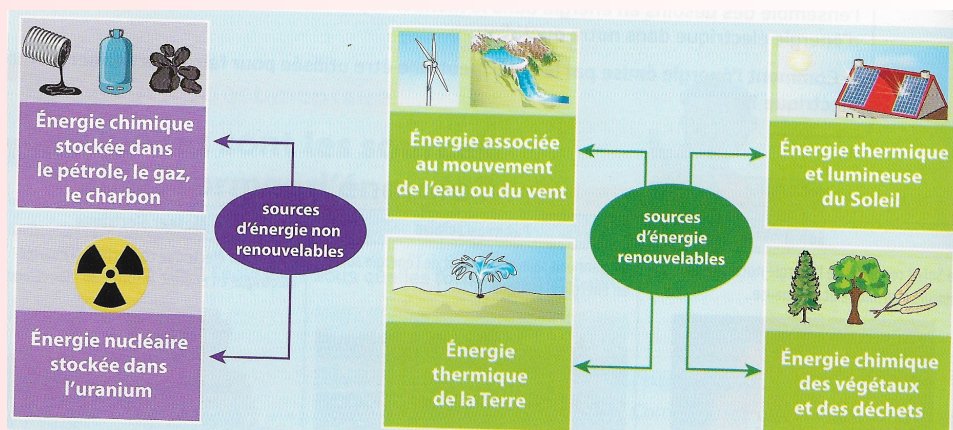 Énergie chimique
stockée dans
le pétrole, le gaz,
le charbon
sources
d'énergie non
renouvelables
Énergie nucléaire
stockée dans
l'uranium
Énergie associée
au mouvement
de l'eau ou du vent
sources
d'énergie
renouvelables
Énergie thermique
et lumineuse
du Soleil
Énergie
thermique
de la Terre
Énergie chimique
des végétaux
et des déchets